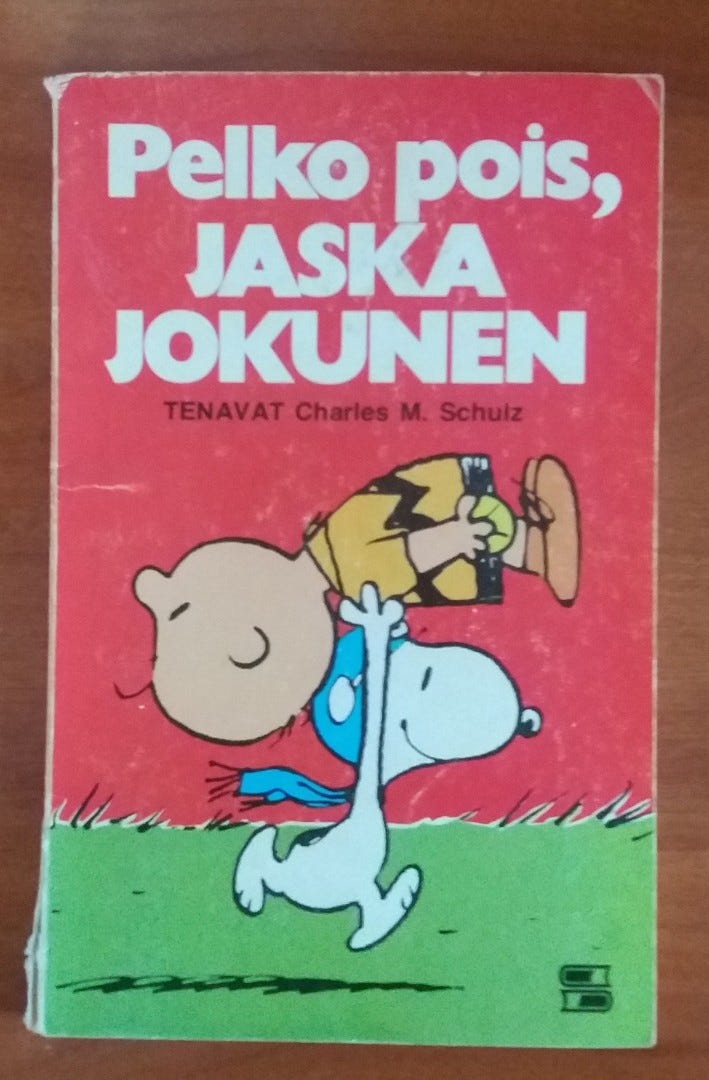 Pelko pois,
JASKA
JOKUNEN
TENAVAT Charles M. Schulz